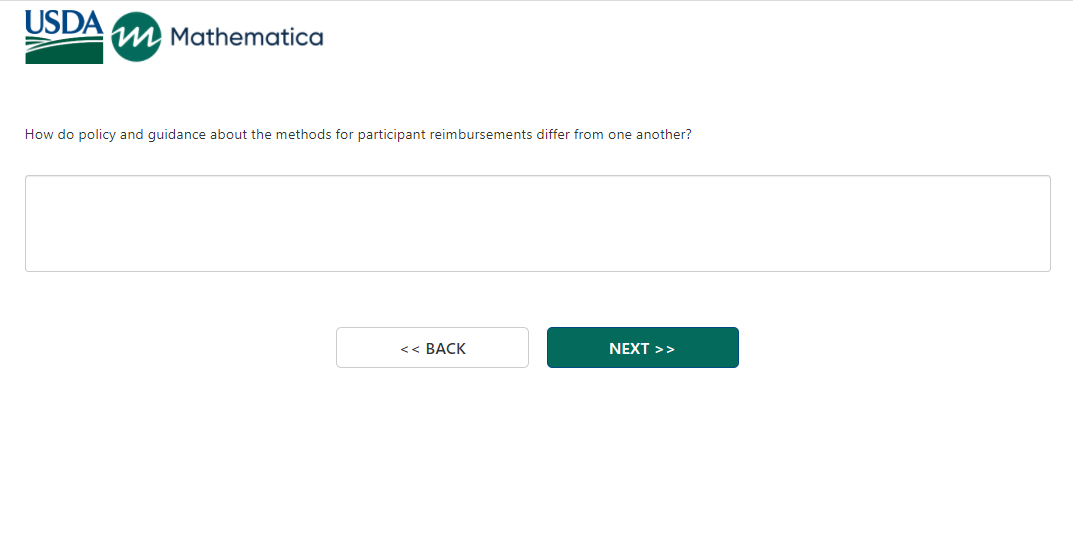 USDA
m Mathematica
How do policy and guidance about the methods for participant reimbursements differ from one another?
<< BACK
NEXT >>